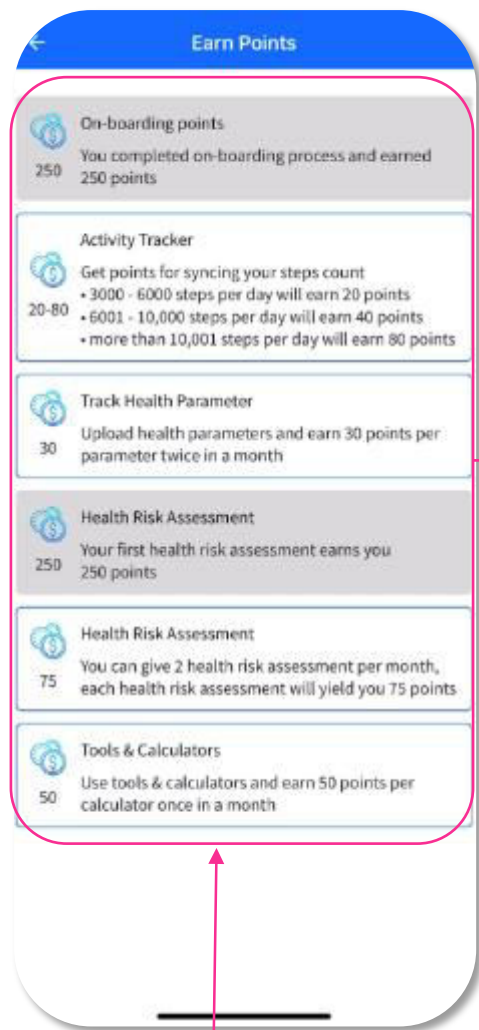 Earn Points
On-boarding points
You completed on-boarding process and earned
250 points
250
Activity Tracker
Get points for syncing your steps count
• 3000 - 6000 steps per day will earn 20 points
• 6001 - 10,000 steps per day will earn 40 points
• more than 10,001 steps per day will earn 80 points
20-80
Track Health Parameter
Upload health parameters and earn 30 points per
parameter twice in a month
30
Health Risk Assessment
Your first health risk assessment earns you
250 points
250
Health Risk Assessment
You can give 2 health risk assessment per month,
each health risk assessment will yield you 75 points
75
Tools & Calculators
Use tools & calculators and earn 50 points per
calculator once in a month
50